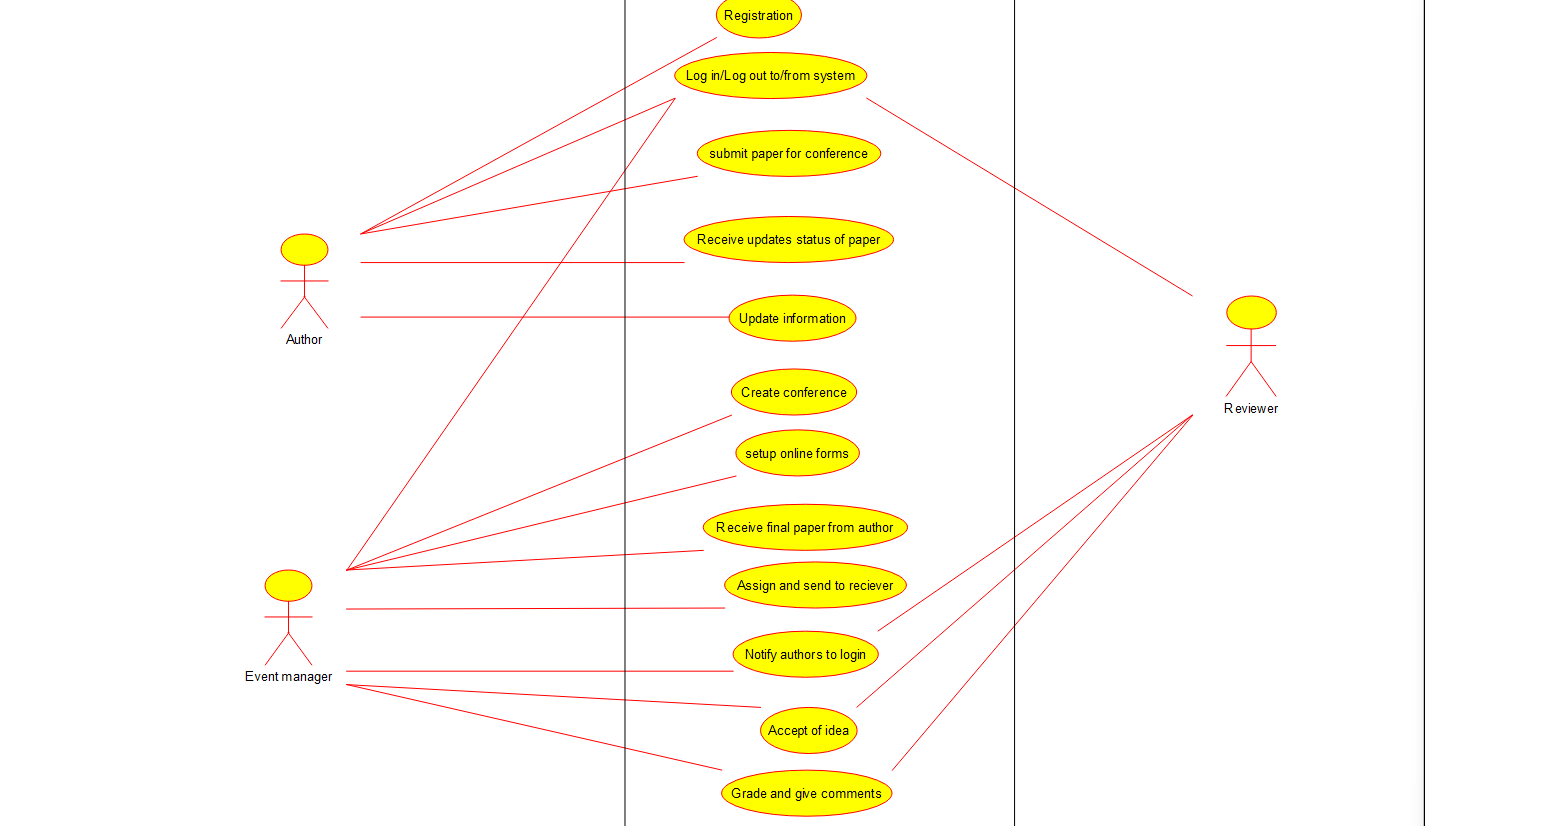 Registration
Log in/Log out to/from system
submit paper for conference
Receive updates status of paper
Author
Update information
Create conference
Reviewer
setup online forms
Receive final paper from author
Assign and send to reciever
Notify authors to login
Event manager
Accept of idea
Grade and give comments